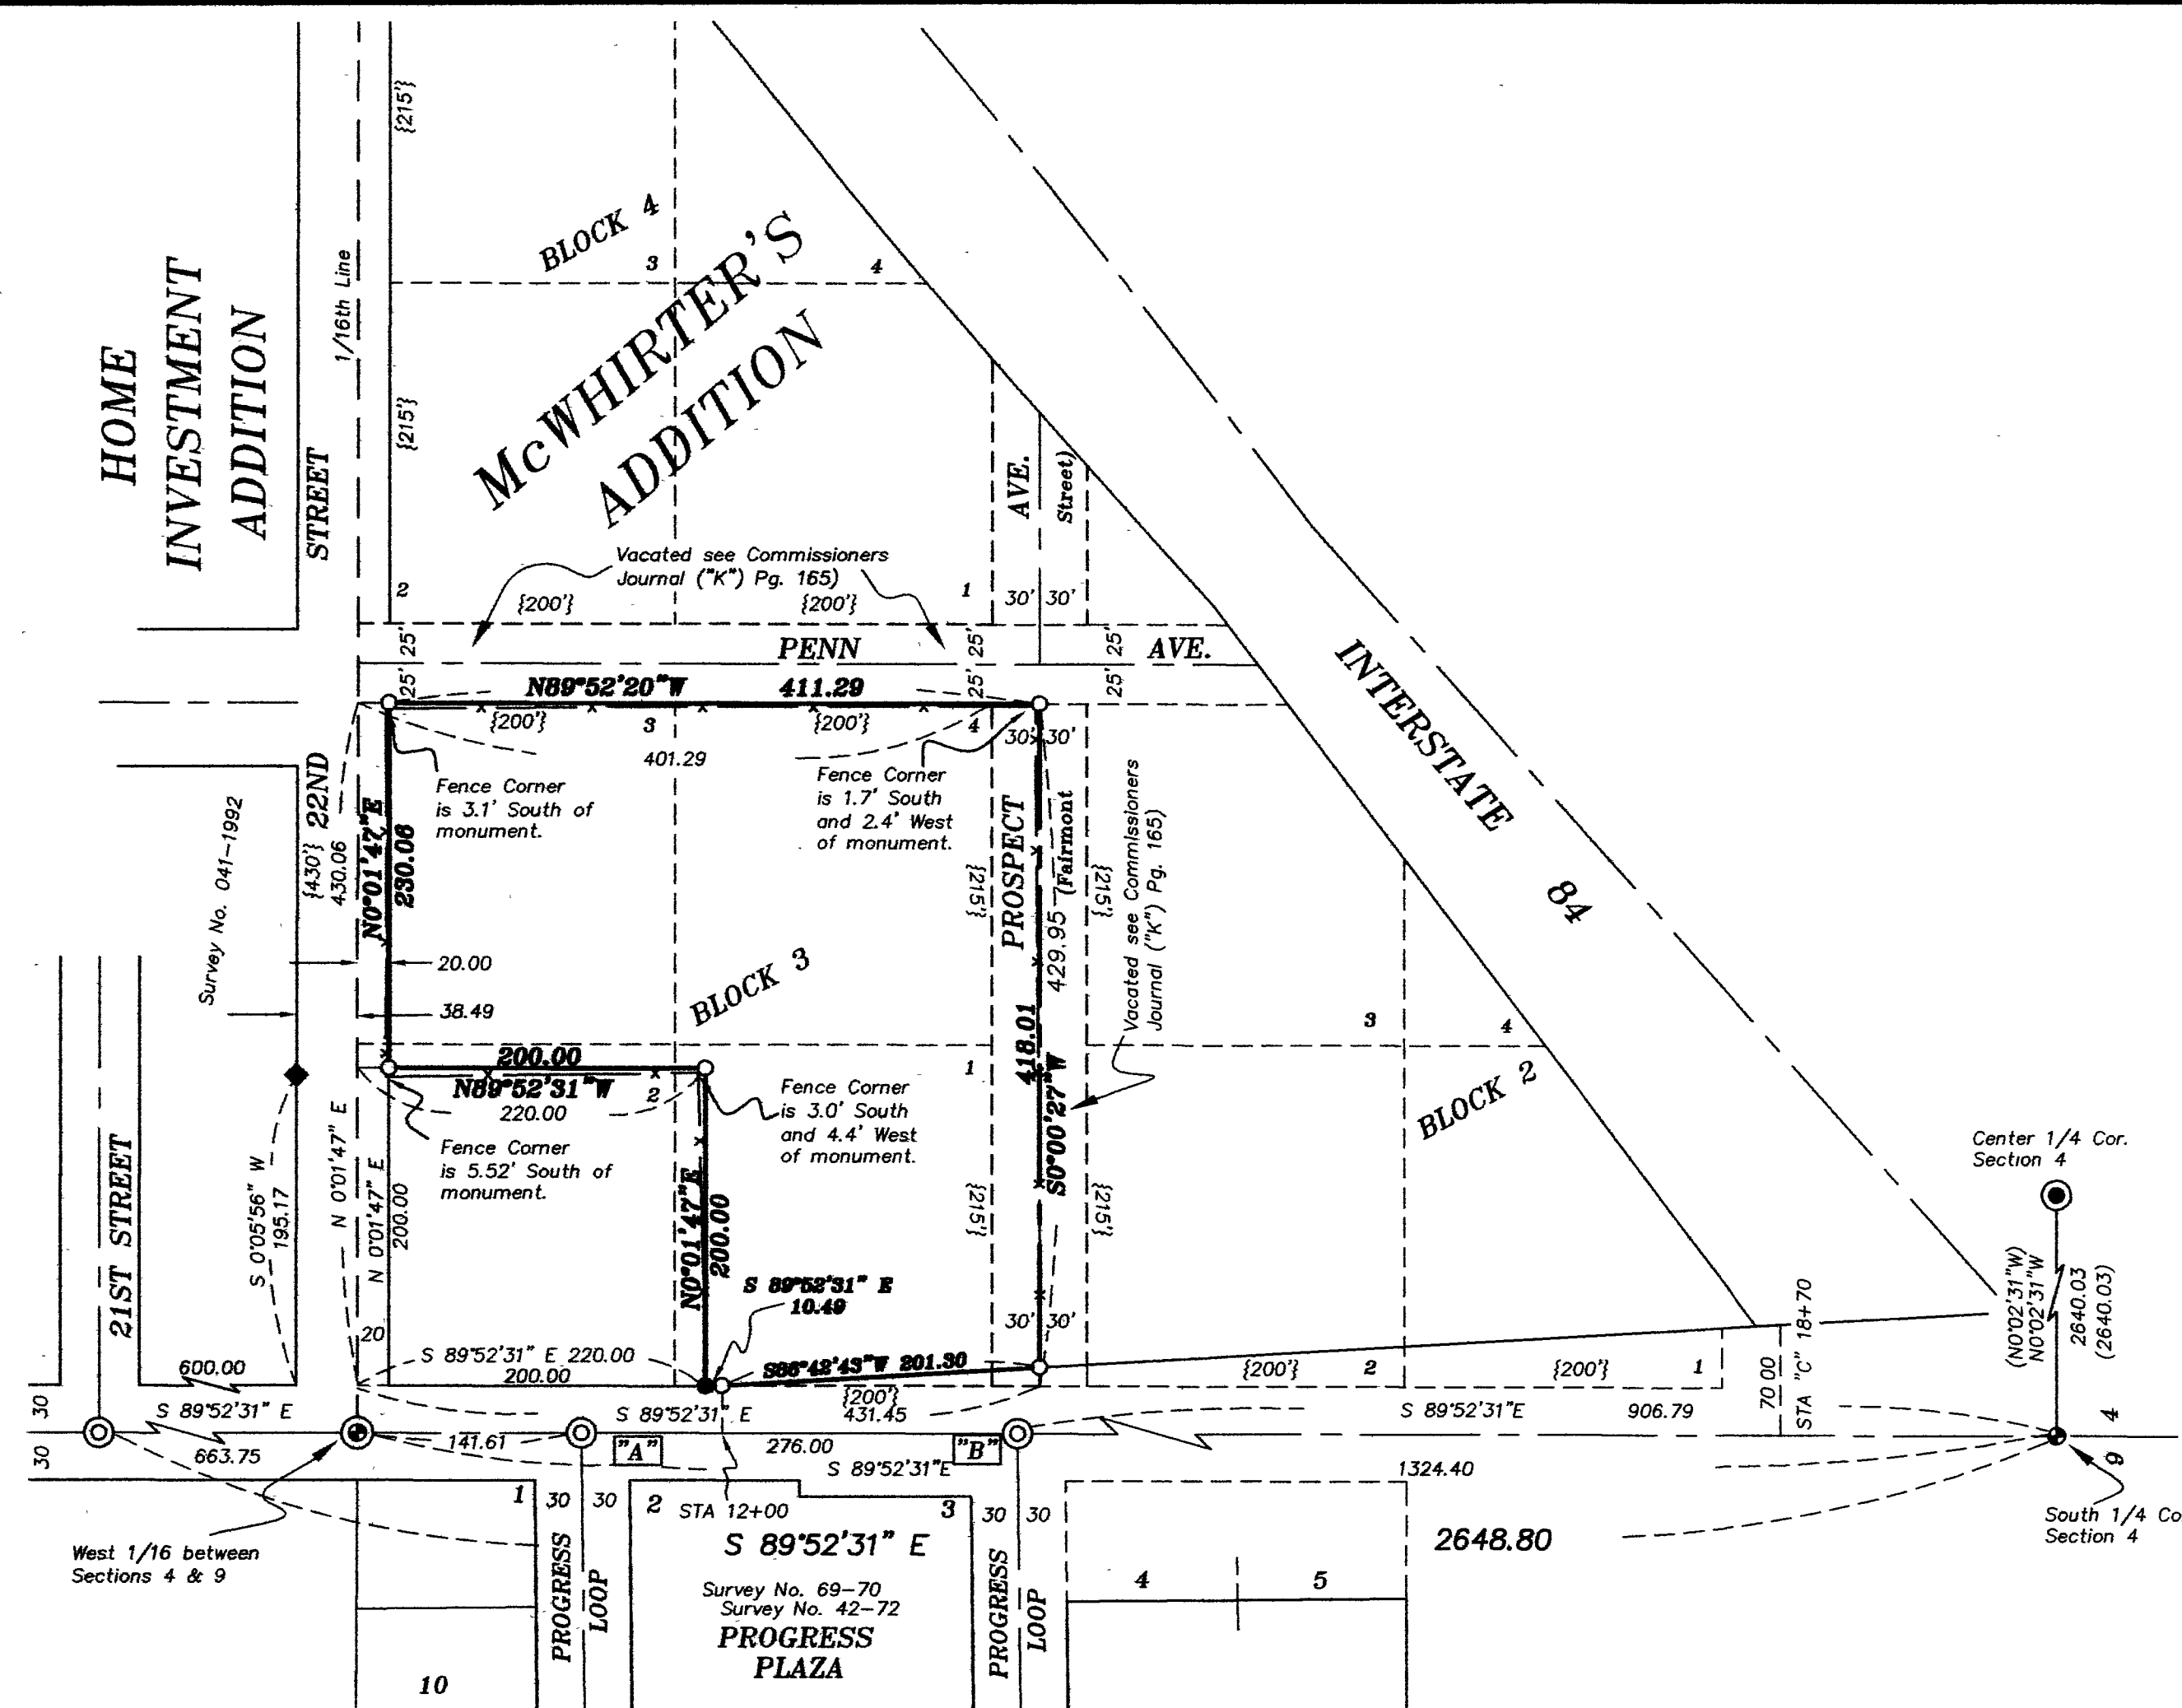 HOME
INVESTMENT
ADDITION
STREET
1/16th Line
{215'}
{215'}
BLOCK 4
3
4
McWHIRTER'S
ADDITION
Vacated see Commissioners
Journal ("K") Pg. 165)
2
{200'}
{200'}
1
AVE.
Street)
30'
30'
25'
25'
PENN
25'
25'
25'
25'
AVE.
N89°52'20"W
411.29
{200'}
3
{200'}
4
401.29
30'
30'
Fence Corner
is 3.1' South of
monument.
Fence Corner
is 1.7' South
and 2.4' West
of monument.
INTERSTATE
84
Survey No. 041-1992
22ND
{430'}
430.06
N0°01'47"E
230.06
20.00
38.49
{215'}
PROSPECT
(Fairmont
429.95
{215'}
Vacated see Commissioners
Journal ("K") Pg. 165)
BLOCK 3
418.01
S0°00'27"W
3
4
BLOCK 2
200.00
N89°52'31"W
2
220.00
1
Fence Corner
is 3.0' South
and 4.4' West
of monument.
Fence Corner
is 5.52' South of
monument.
21ST STREET
S 0°05'56" W
195.17
N 0°01'47" E
N 0°01'47" E
200.00
N0°01'47"E
200.00
{215'}
{215'}
S 89°52'31" E
10.49
30'
30'
Center 1/4 Cor.
Section 4
(N0°02'31"W)
N0°02'31"W
2640.03
(2640.03)
20
S 89°52'31" E 220.00
200.00
S86°42'43"W 201.30
{200'}
{200'}
2
{200'}
1
70.00
STA "C" 18+70
600.00
30
S 89°52'31" E
S 89°52'31" E
431.45
S 89°52'31"E
906.79
30
663.75
141.61
"A"
276.00
"B"
S 89°52'31"E
1324.40
4
9
1
30
30
2
STA 12+00
3
30
30
S 89°52'31" E
2648.80
South 1/4 Co
Section 4
West 1/16 between
Sections 4 & 9
PROGRESS
LOOP
Survey No. 69-70
Survey No. 42-72
PROGRESS
PLAZA
PROGRESS
LOOP
4
5
10